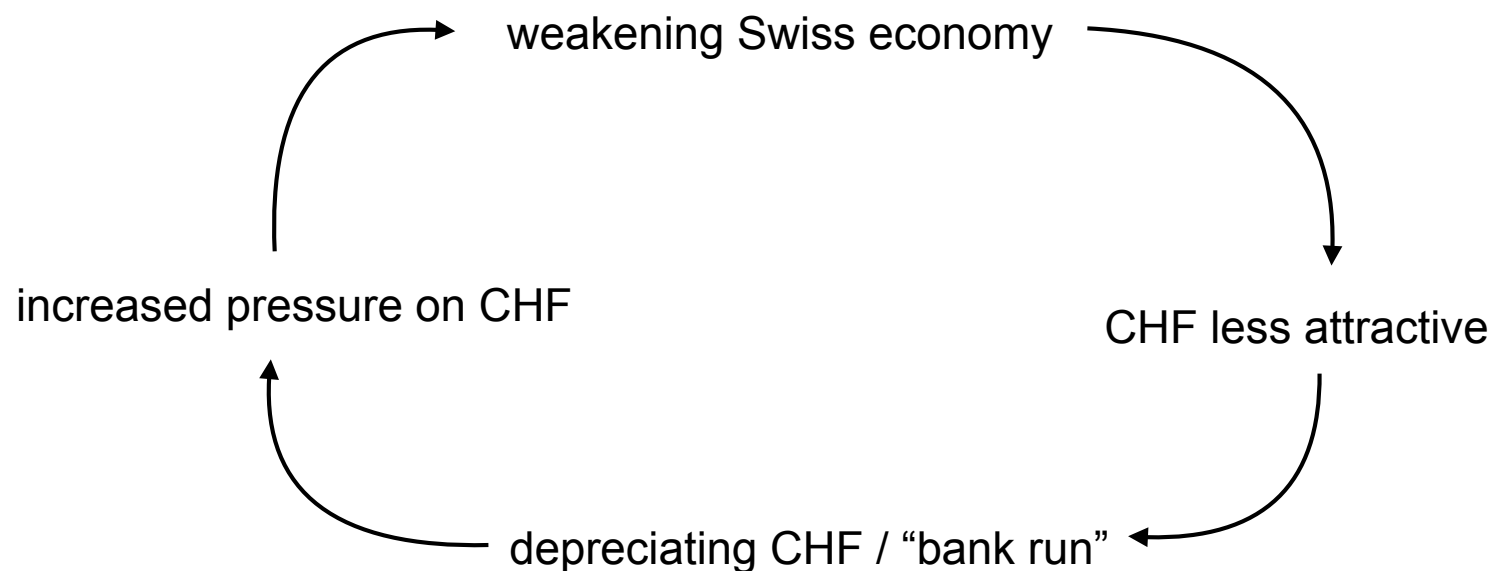 weakening Swiss economy
increased pressure on CHF
CHF less attractive
depreciating CHF / “bank run”